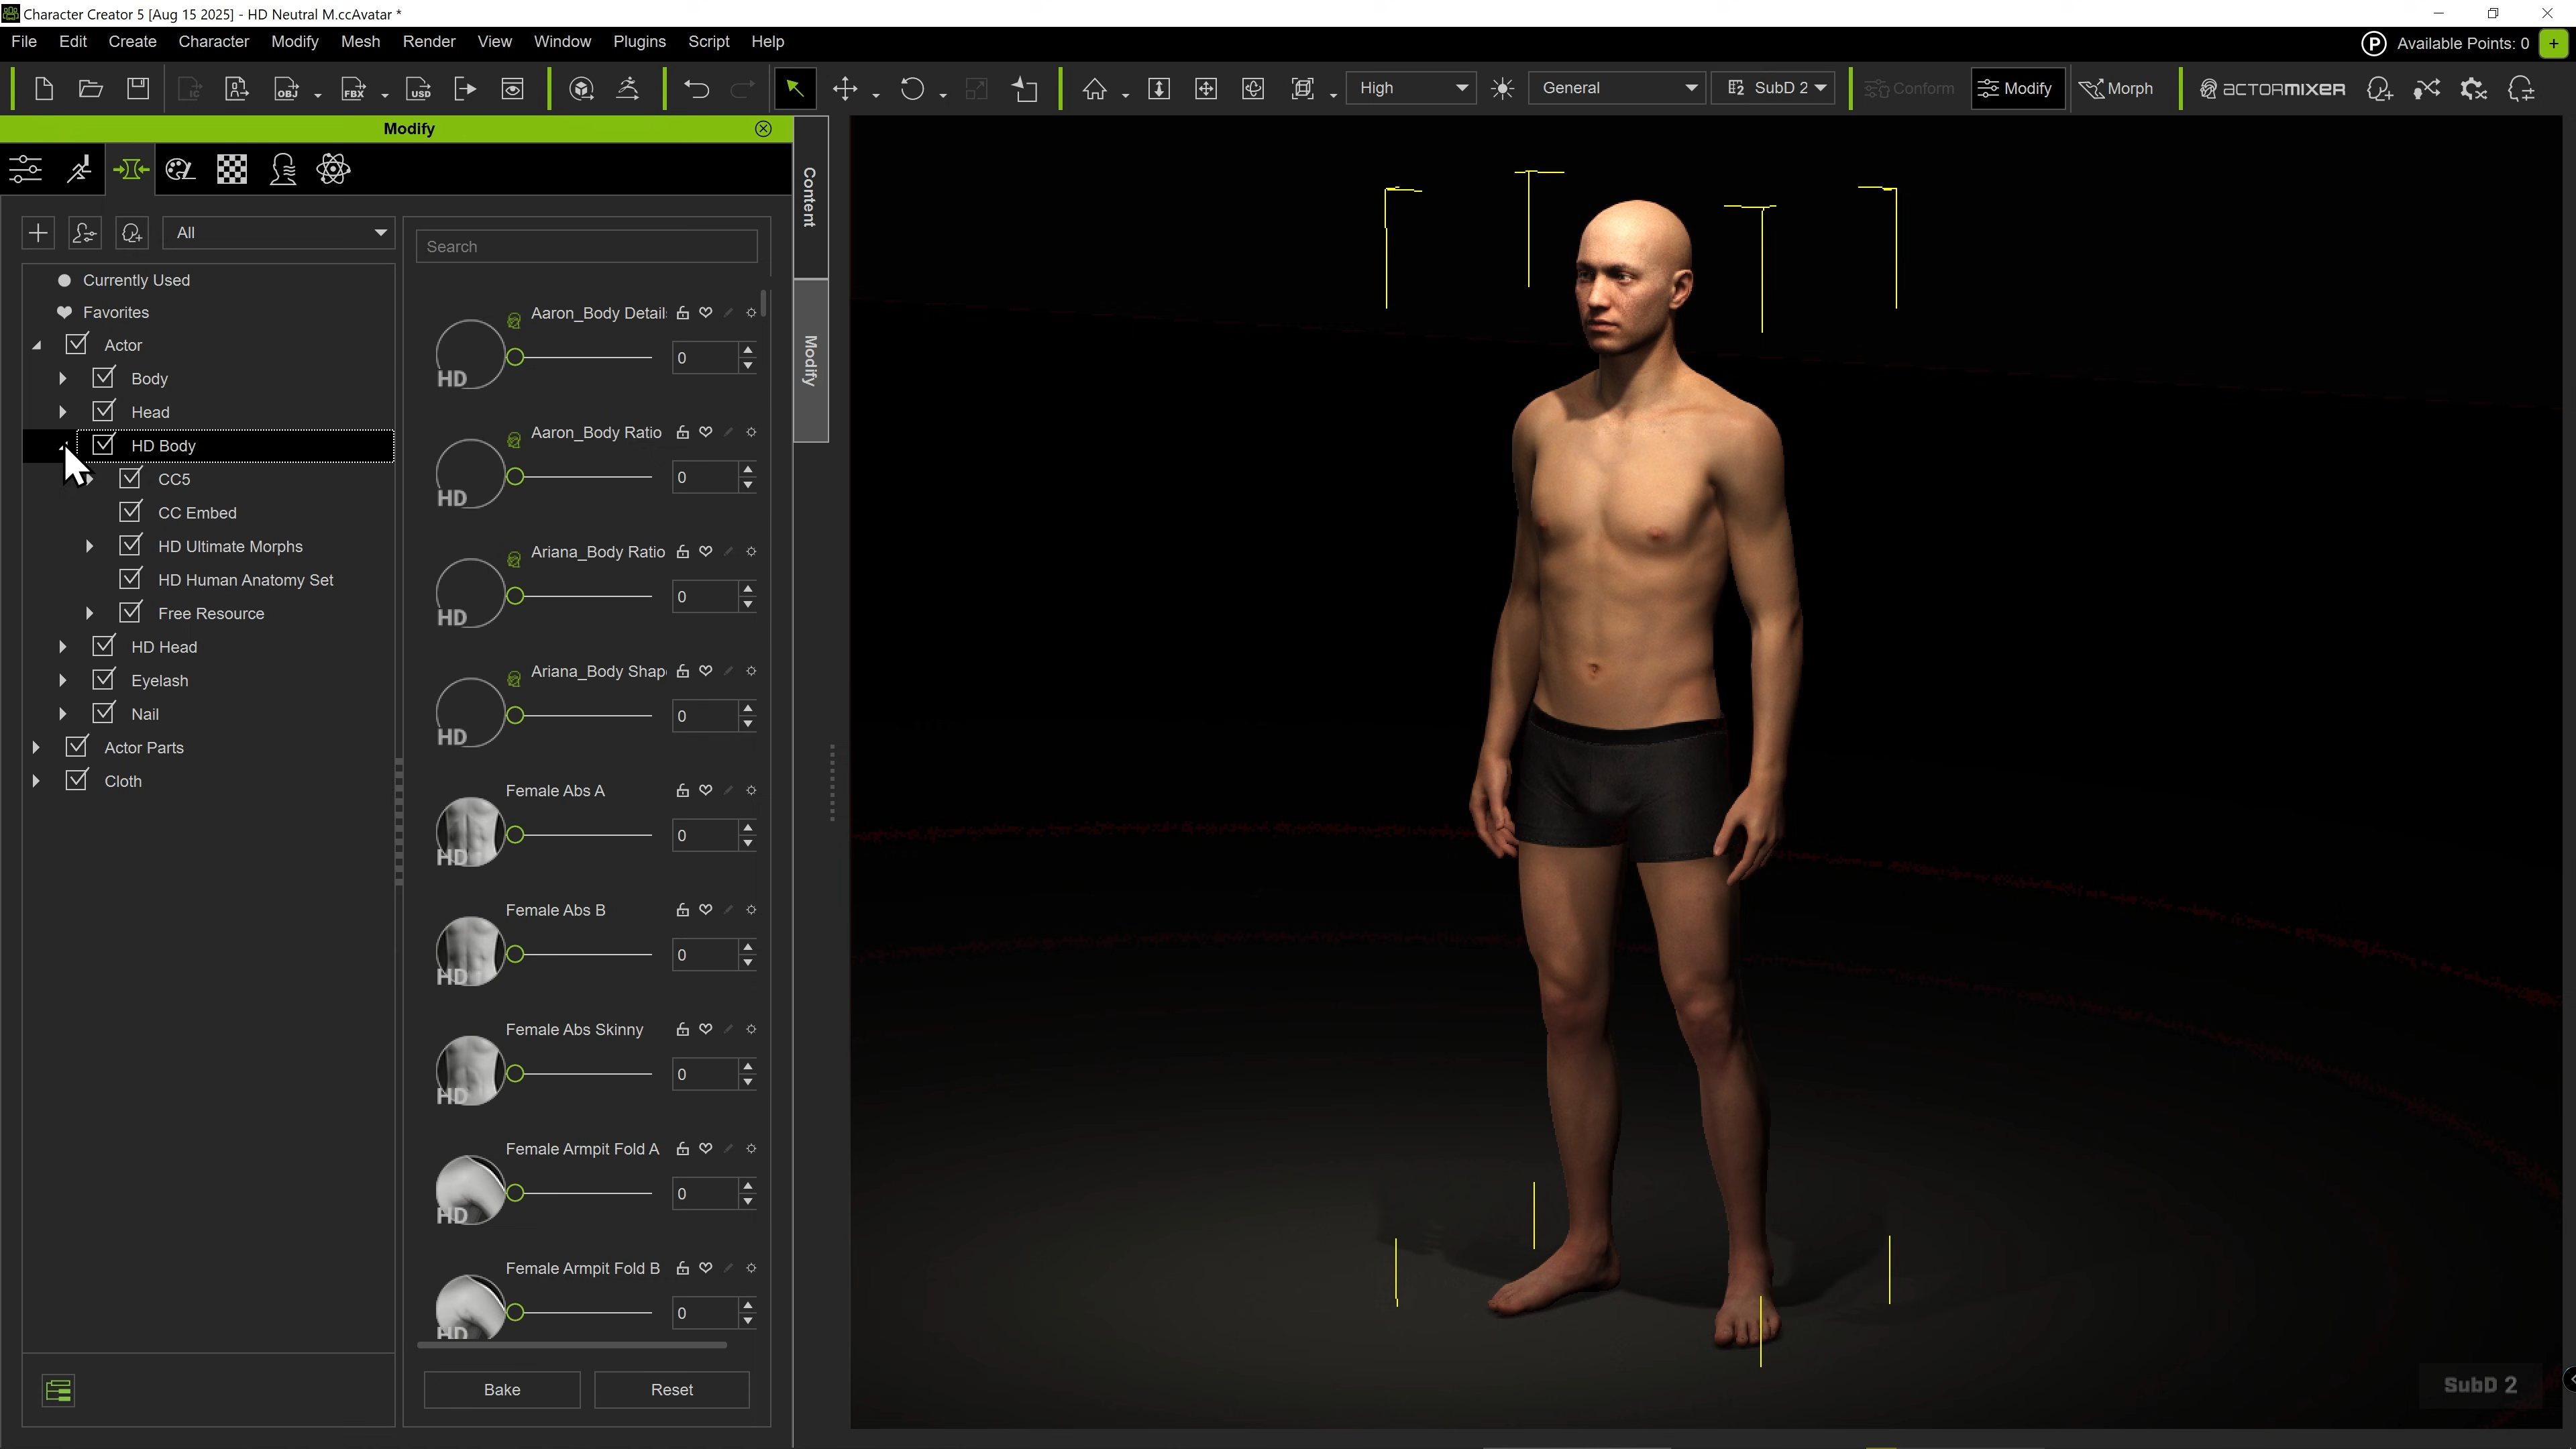 Character Creator 5 [Aug 15 2025] - HD Neutral M.ccAvatar *
File Edit Create Character Modify Mesh Render View Window Plugins Script Help
P Available Points: 0 +
IC OBJ FBX USD High General SubD 2 Conform Modify Morph ACTORMIXER
Modify
Content
Modify
All
Search
Currently Used
Favorites
Actor
Body
Head
HD Body
CC5
CC Embed
HD Ultimate Morphs
HD Human Anatomy Set
Free Resource
HD Head
Eyelash
Nail
Actor Parts
Cloth
Aaron_Body Detail
HD 0
Aaron_Body Ratio
HD 0
Ariana_Body Ratio
HD 0
Ariana_Body Shap
HD 0
Female Abs A
HD 0
Female Abs B
HD 0
Female Abs Skinny
HD 0
Female Armpit Fold A
HD 0
Female Armpit Fold B
HD 0
Bake Reset
SubD 2